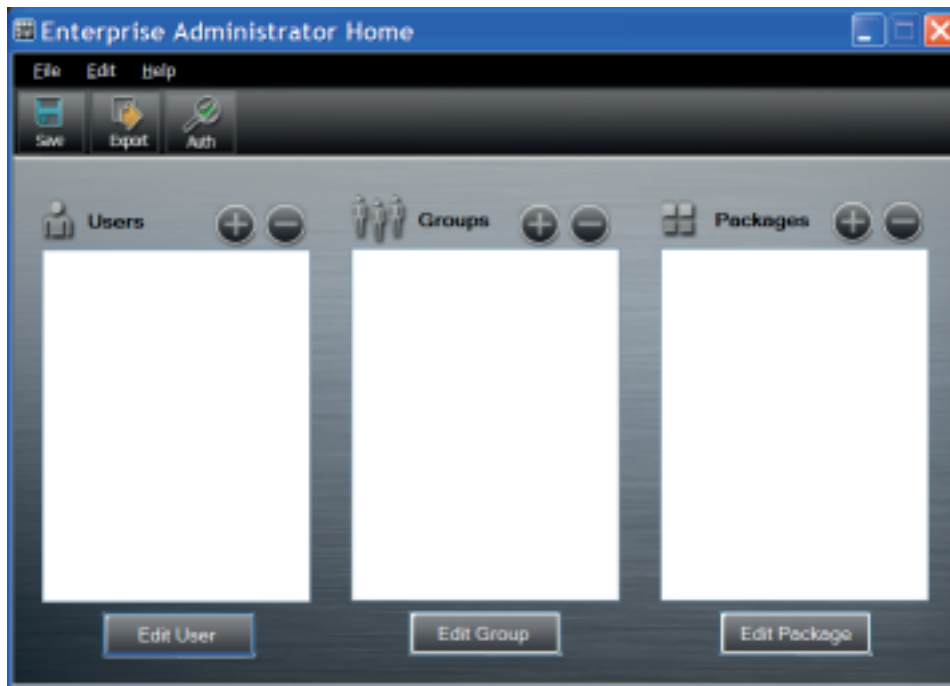 Enterprise Administrator Home
File Edit Help
Save Export Auth
Users Groups Packages
Edit User Edit Group Edit Package